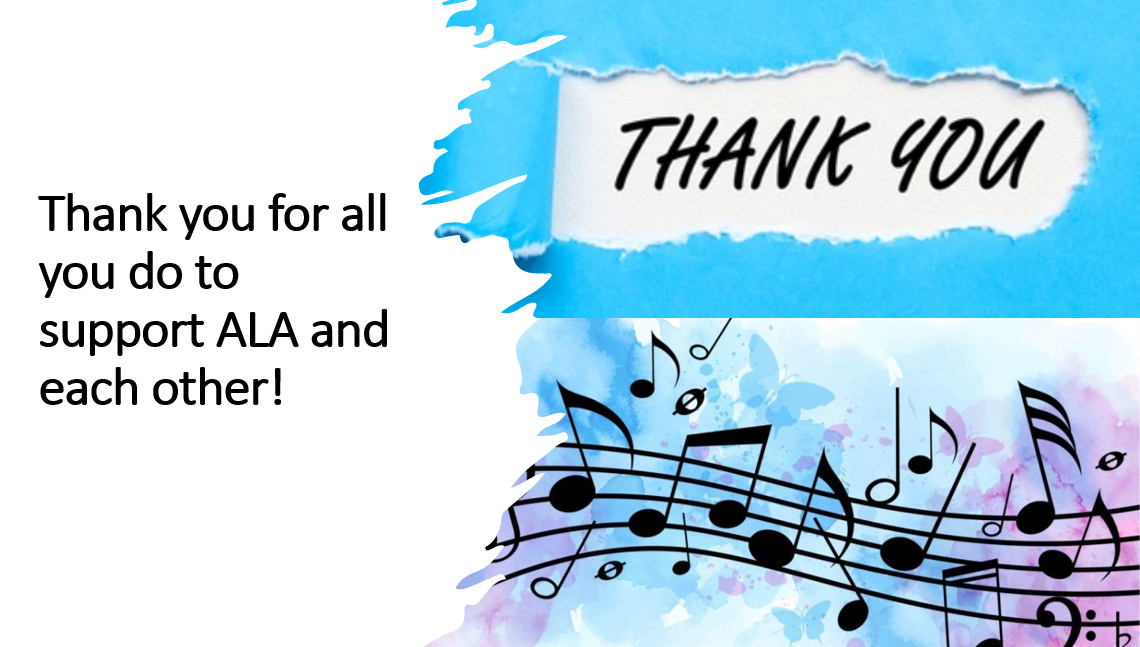 Thank you for all
you do to
support ALA and
each other!
THANK YOU